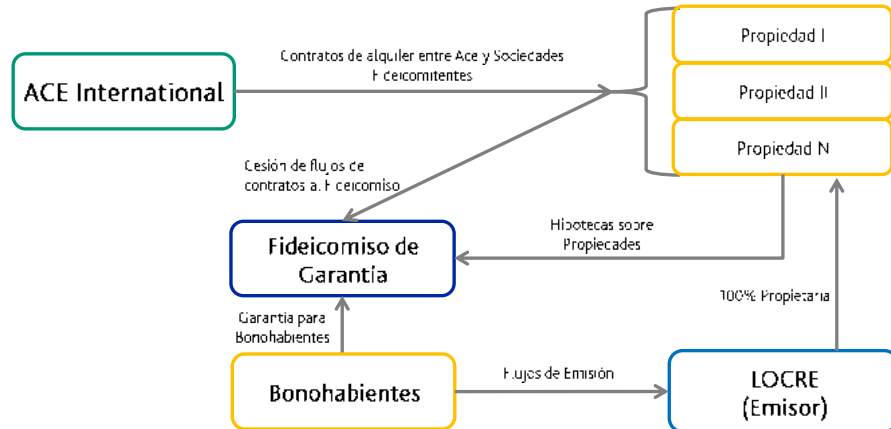 Propiedad I
Contratos de alquiler entre Ace y Sociedades
Fideicomitentes
ACE International
Propiedad II
Propiedad N
Cesión de flujos de
contratos al Fideicomiso
Hipotecas sobre
Propiedades
Fideicomiso de
Garantía
100% Propietaria
Garantía para
Bonohabientes
Flujos de Emisión
Bonohabientes
LOCRE
(Emisor)